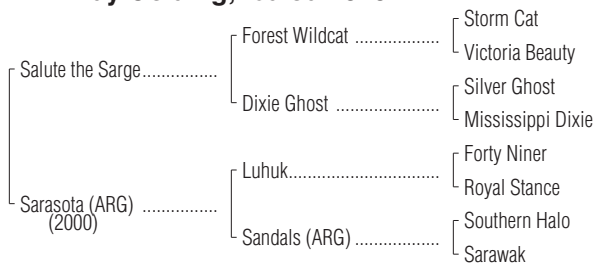 Storm Cat
Forest Wildcat ...................
Victoria Beauty
Salute the Sarge...............
Silver Ghost
Dixie Ghost .......................
Mississippi Dixie
Forty Niner
Luhuk.................................
Royal Stance
Sarasota (ARG) ...............
(2000)
Southern Halo
Sandals (ARG) ..................
Sarawak